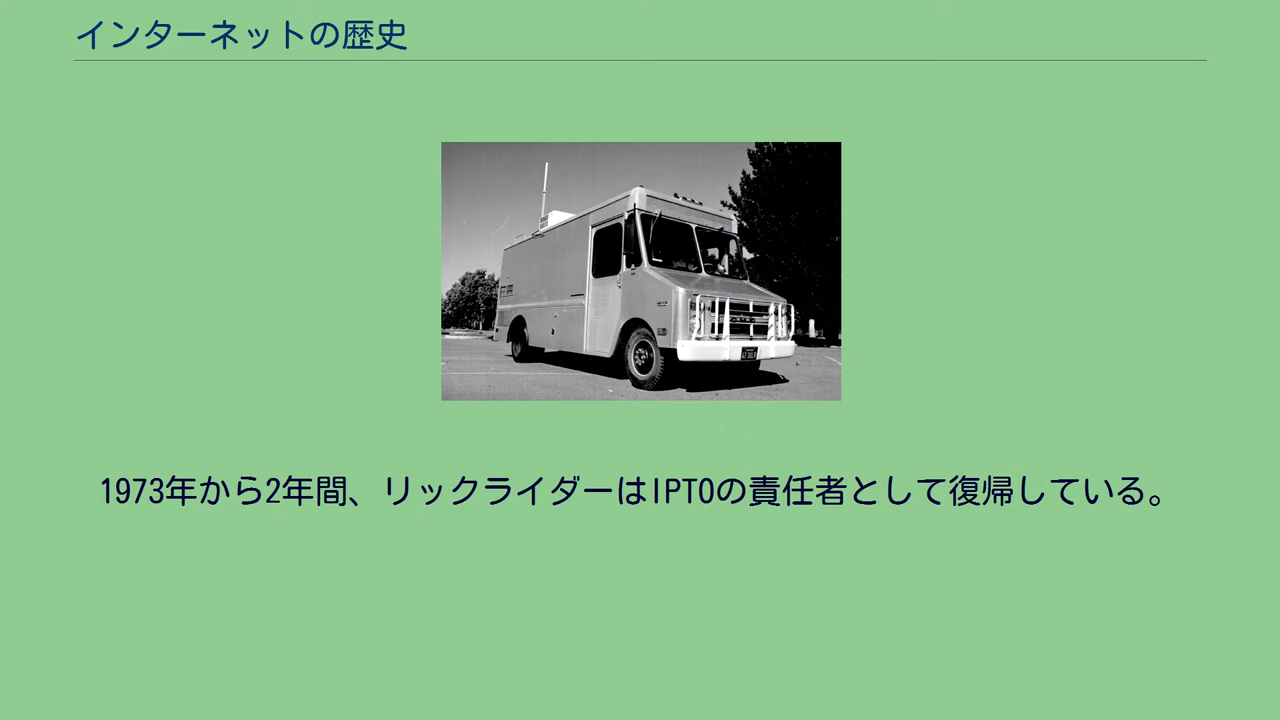 インターネットの歴史
1973年から2年間、リックライダーはIPTOの責任者として復帰している。